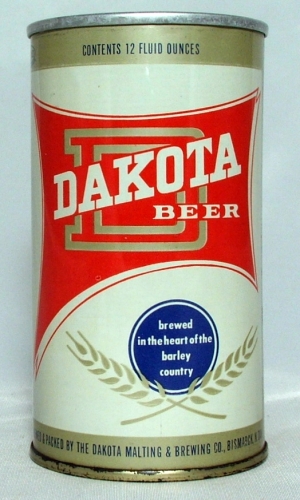 CONTENTS 12 FLUID OUNCES
D
DAKOTA
BEER
brewed
in the heart of the
barley
country
& PACKED BY THE DAKOTA MALTING & BREWING CO., BISMARCK, N.